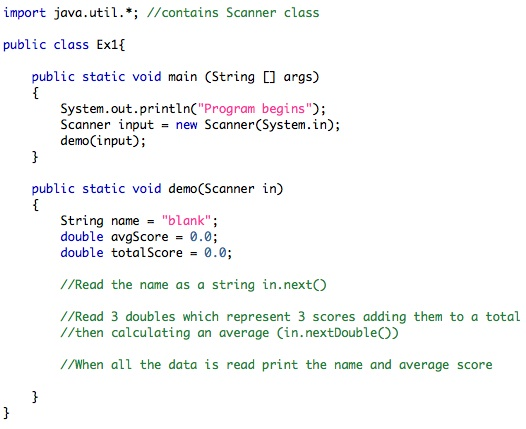 import java.util.*; //contains Scanner class
public class Ex1{
public static void main (String [] args)
{
System.out.println("Program begins");
Scanner input = new Scanner(System.in);
demo(input);
}
public static void demo(Scanner in)
{
String name = "blank";
double avgScore = 0.0;
double totalScore = 0.0;
//Read the name as a string in.next()
//Read 3 doubles which represent 3 scores adding them to a total
//then calculating an average (in.nextDouble())
//When all the data is read print the name and average score
}
}